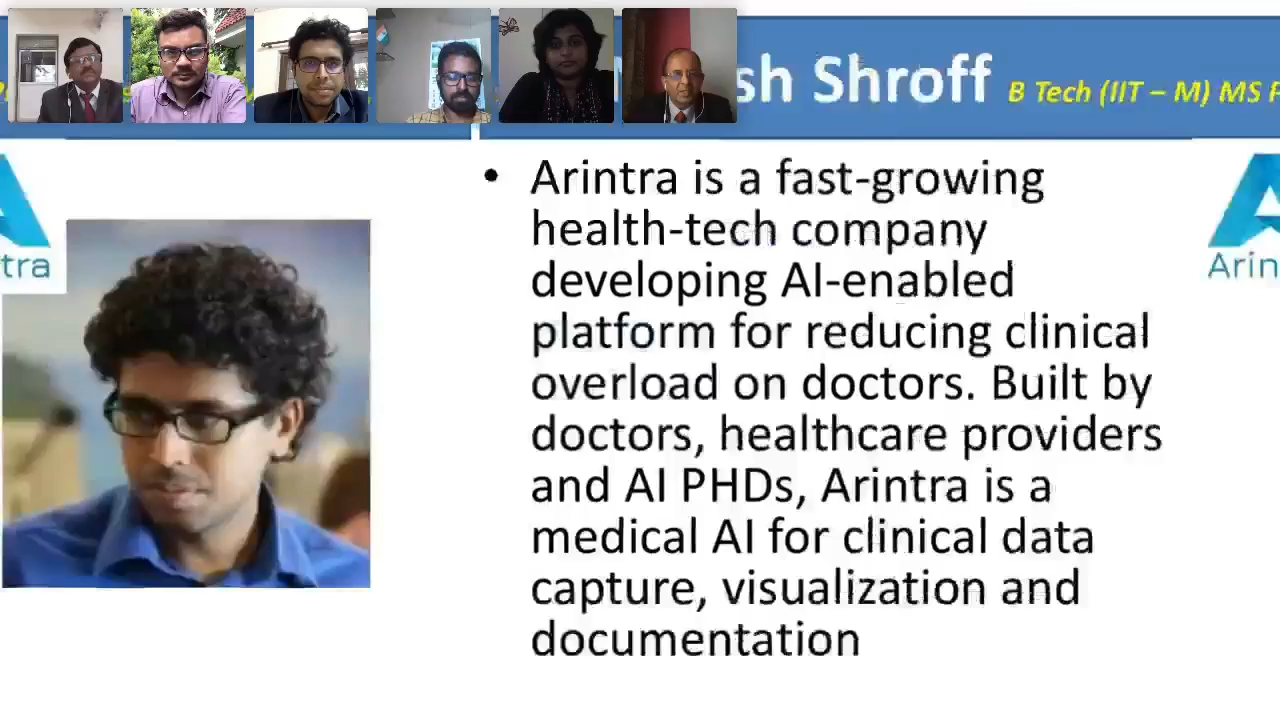 sh Shroff B Tech (IIT – M) MS
Arintra is a fast-growing
health-tech company
developing AI-enabled
platform for reducing clinical
overload on doctors. Built by
doctors, healthcare providers
and AI PHDs, Arintra is a
medical AI for clinical data
capture, visualization and
documentation
tra
Arin